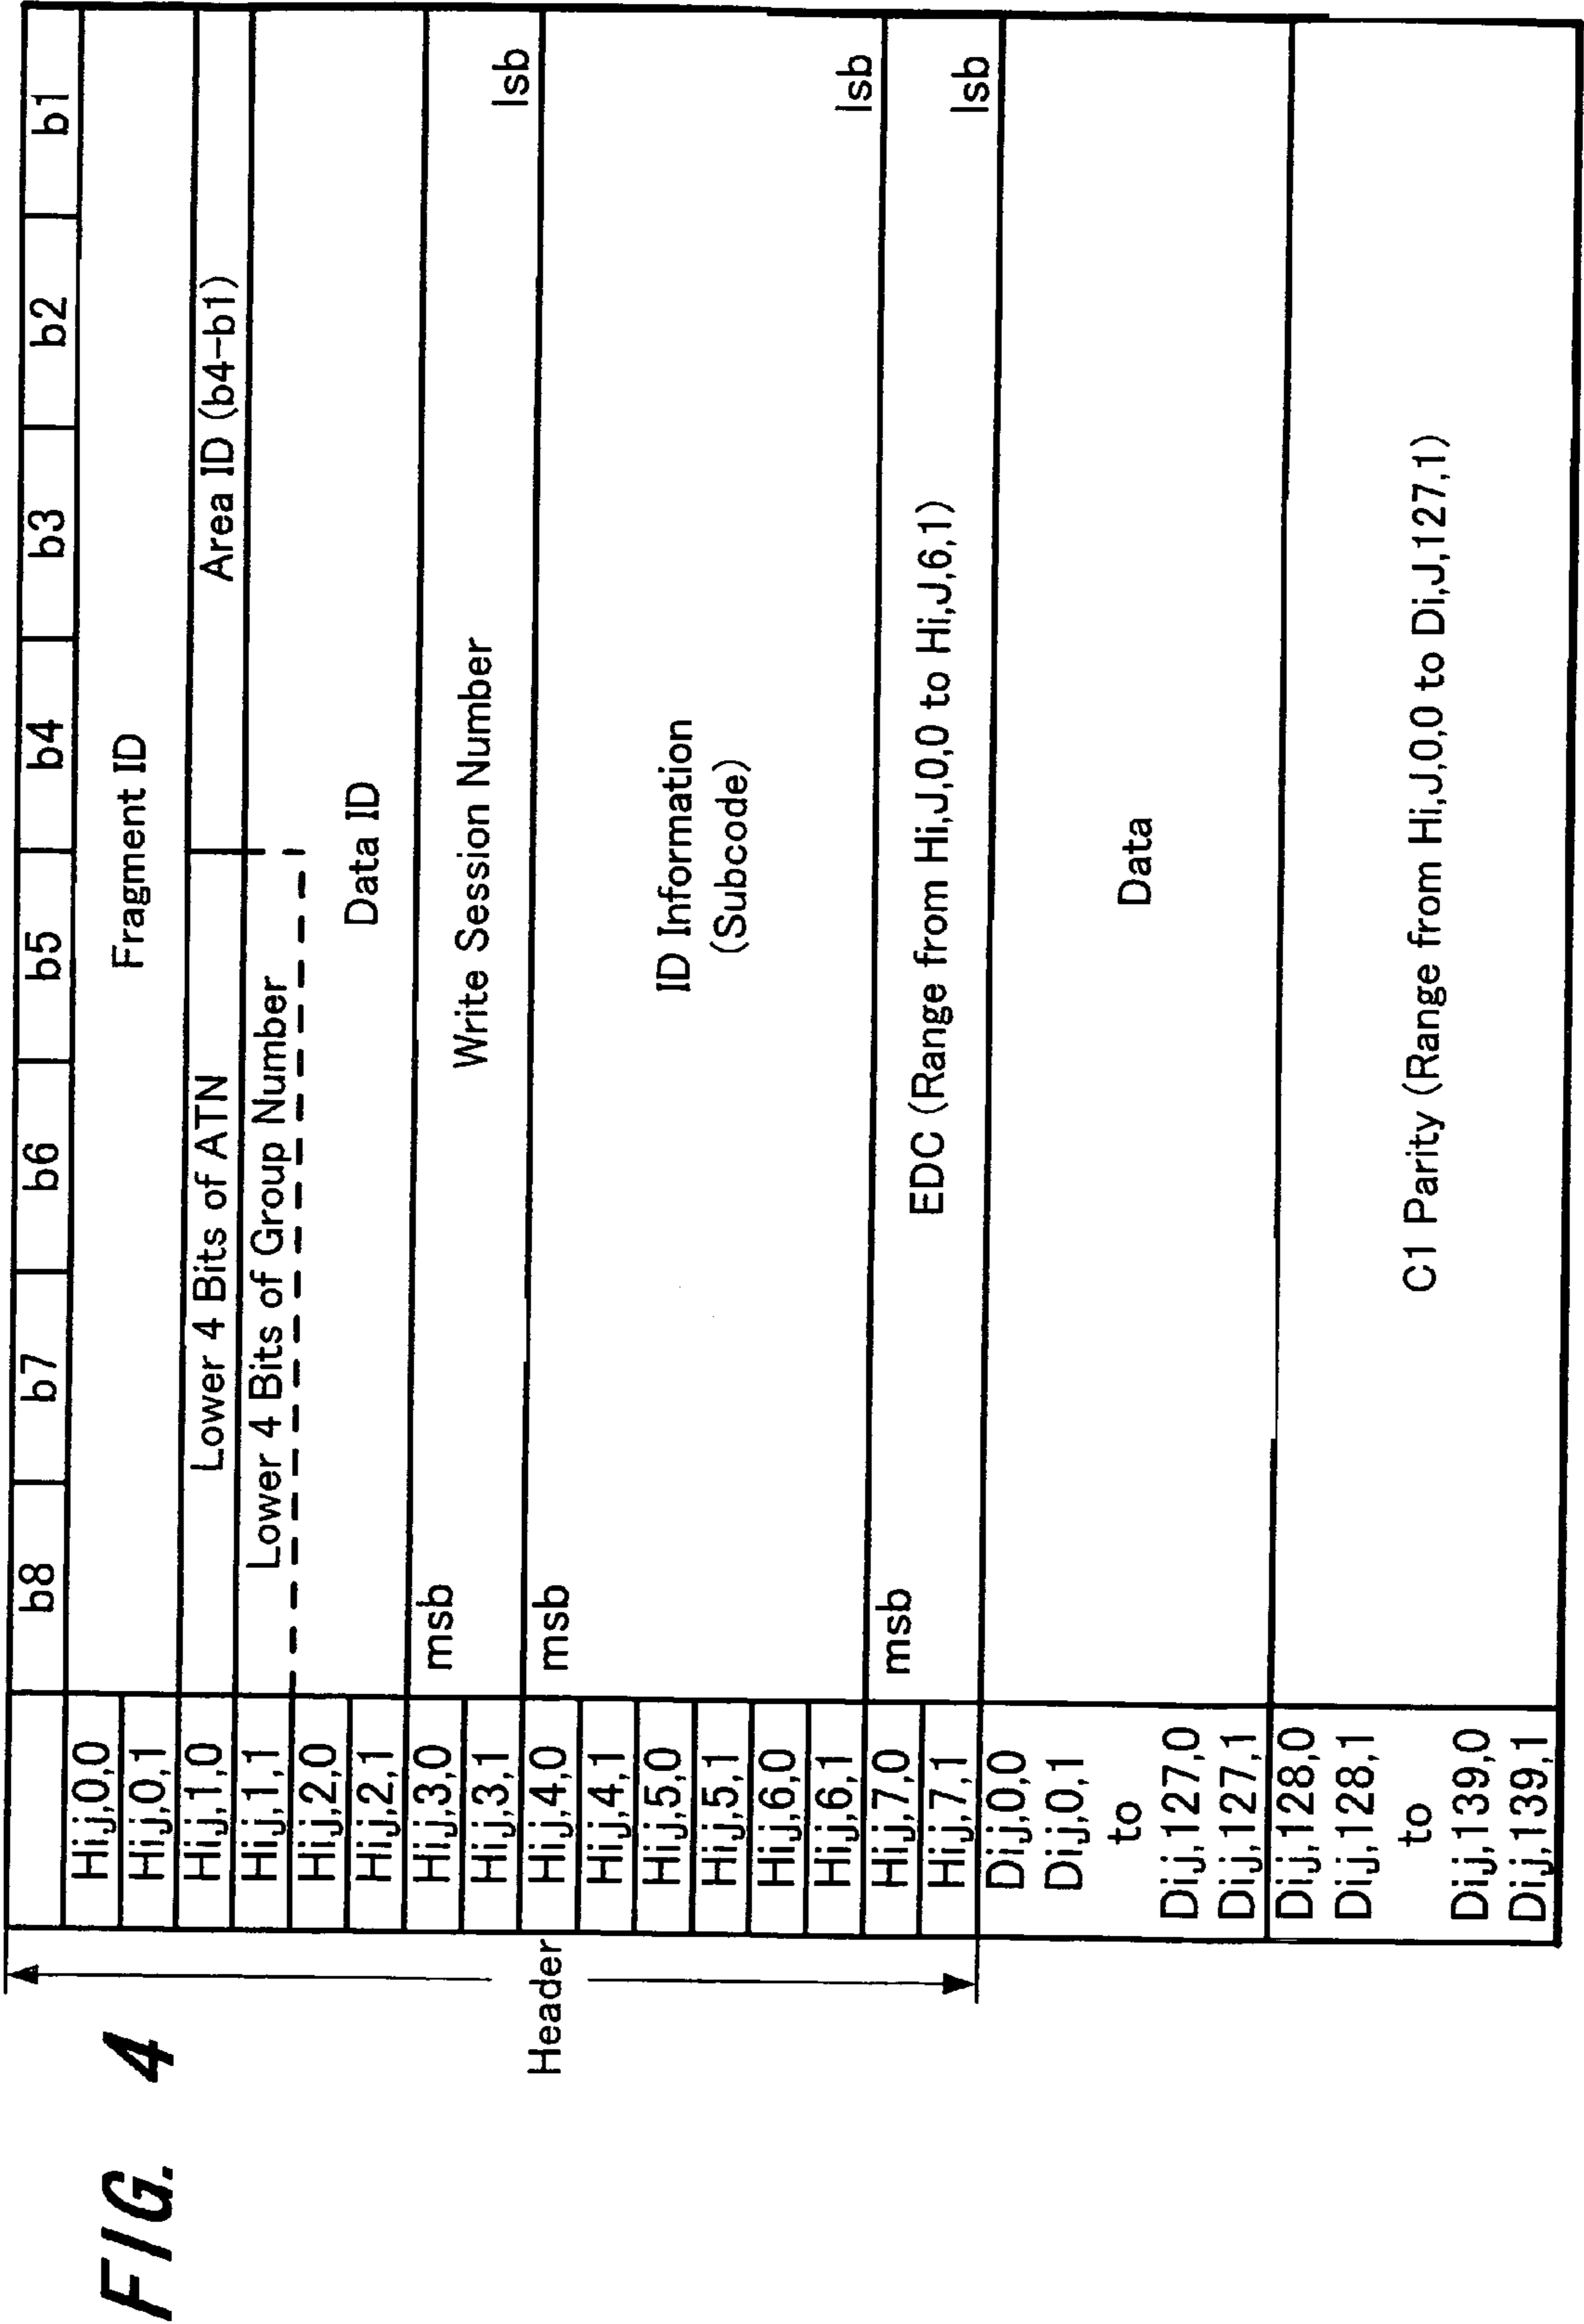 FIG. 4
b8 b7 b6 b5 b4 b3 b2 b1
Header
Hi,j,0,0
Hi,j,0,1
Fragment ID
Hi,j,1,0
Lower 4 Bits of ATN
Area ID (b4-b1)
Hi,j,1,1
Lower 4 Bits of Group Number
Hi,j,2,0
Hi,j,2,1
Data ID
Hi,j,3,0
msb
Hi,j,3,1
Write Session Number
lsb
Hi,j,4,0
msb
Hi,j,4,1
Hi,j,5,0
Hi,j,5,1
Hi,j,6,0
Hi,j,6,1
ID Information
(Subcode)
lsb
Hi,j,7,0
msb
Hi,j,7,1
EDC (Range from Hi,J,0,0 to Hi,J,6,1)
lsb
Di,j,0,0
Di,j,0,1
to
Di,j,127,0
Di,j,127,1
Data
Di,j,128,0
Di,j,128,1
to
Di,j,139,0
Di,j,139,1
C1 Parity (Range from Hi,J,0,0 to Di,J,127,1)